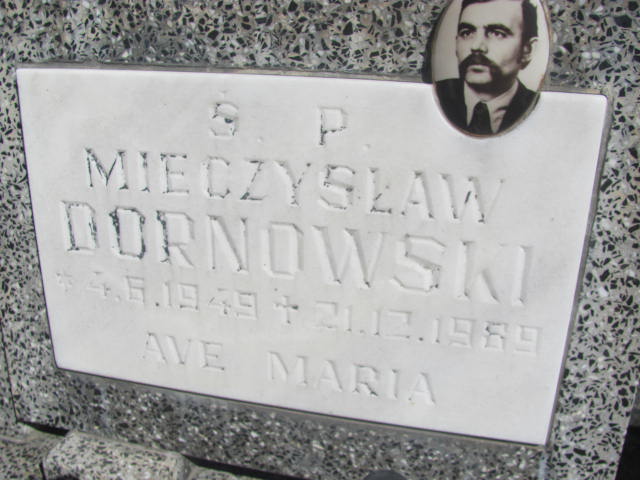 Ś. P.
MIECZYSŁAW
DORNOWSKI
* 4.6.1949 + 21.12.1989
AVE MARIA